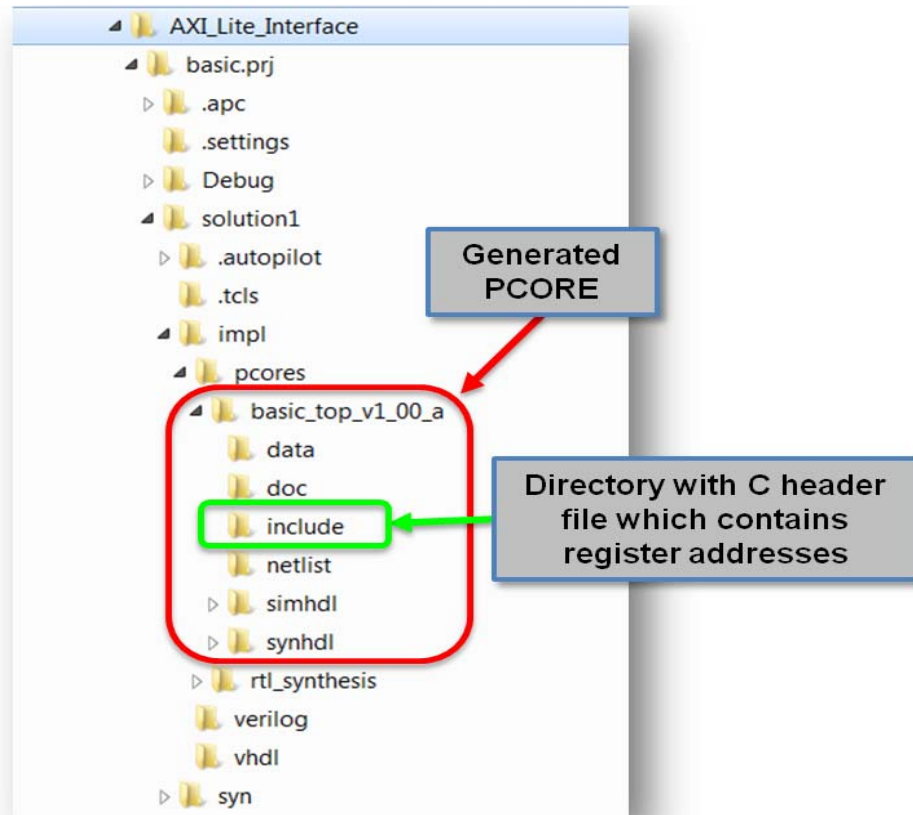 AXI_Lite_Interface
basic.prj
.apc
.settings
Debug
solution1
.autopilot
.tcls
impl
pcores
basic_top_v1_00_a
data
doc
include
netlist
simhdl
synhdl
rtl_synthesis
verilog
vhdl
syn
Generated
PCORE
Directory with C header
file which contains
register addresses